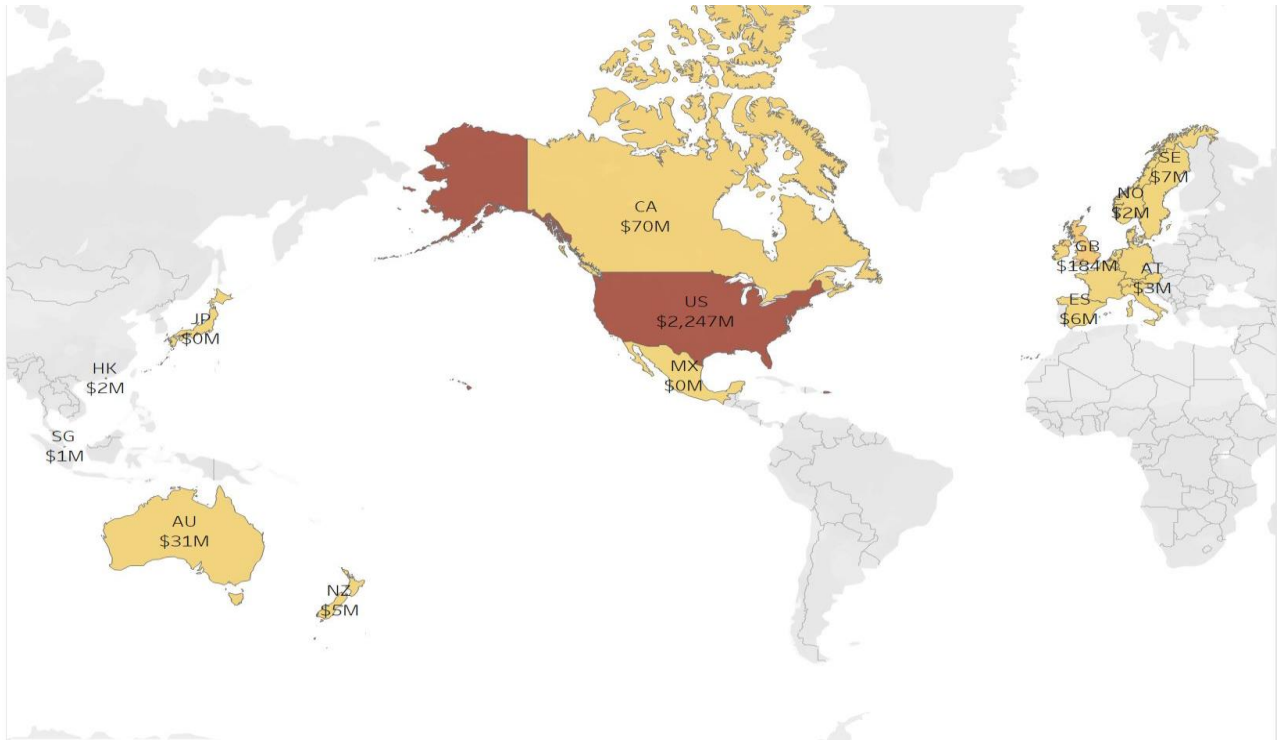 SE
$7M
NO
$2M
CA
$70M
GB
$184M
AT
$3M
US
$2,247M
ES
$6M
JP
$0M
HK
$2M
MX
$0M
SG
$1M
AU
$31M
NZ
$5M